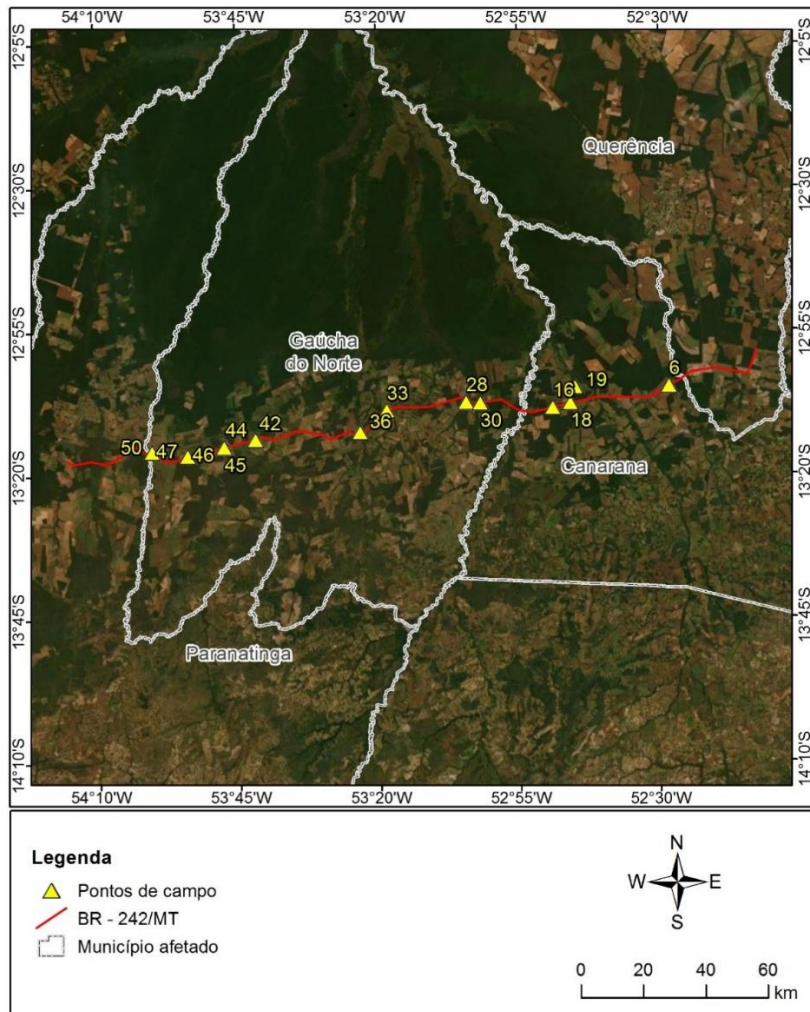 54°10'W 53°45'W 53°20'W 52°55'W 52°30'W
12°5'S 12°5'S
Querência
12°30'S 12°30'S
12°55'S 12°55'S
Gaúcha
do Norte
6
19
28
16
33
18
30
36
42
44
50 47 46
45
13°20'S 13°20'S
Canarana
13°45'S 13°45'S
Paranatinga
14°10'S 14°10'S
54°10'W 53°45'W 53°20'W 52°55'W 52°30'W
Legenda
Pontos de campo
BR - 242/MT
Município afetado
N
W E
S
0 20 40 60
km